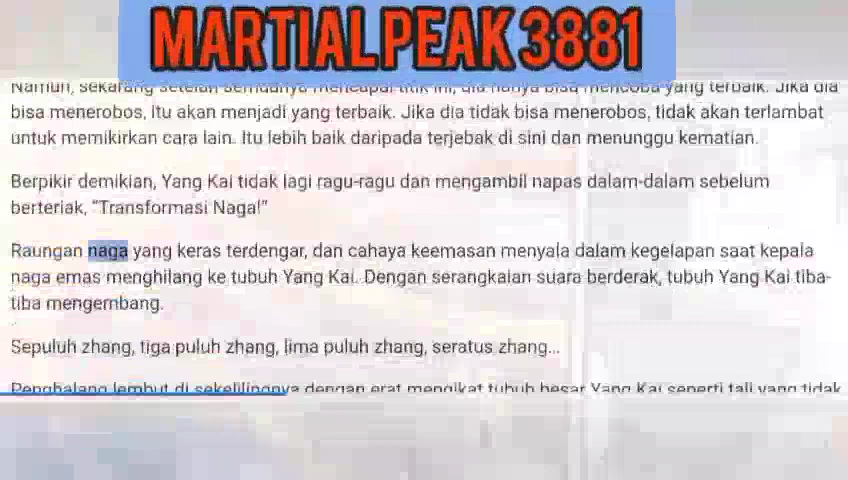 MARTIAL PEAK 3881
Namun, sekarang setelah semuanya mencapai titik ini, dia hanya bisa mencoba yang terbaik. Jika dia
bisa menerobos, itu akan menjadi yang terbaik. Jika dia tidak bisa menerobos, tidak akan terlambat
untuk memikirkan cara lain. Itu lebih baik daripada terjebak di sini dan menunggu kematian.
Berpikir demikian, Yang Kai tidak lagi ragu-ragu dan mengambil napas dalam-dalam sebelum
berteriak, “Transformasi Naga!”
Raungan naga yang keras terdengar, dan cahaya keemasan menyala dalam kegelapan saat kepala
naga emas menghilang ke tubuh Yang Kai. Dengan serangkaian suara berderak, tubuh Yang Kai tiba-
tiba mengembang.
Sepuluh zhang, tiga puluh zhang, lima puluh zhang, seratus zhang...
Penghalang lembut di sekelilingnya dengan erat mengikat tubuh besar Yang Kai seperti tali yang tidak